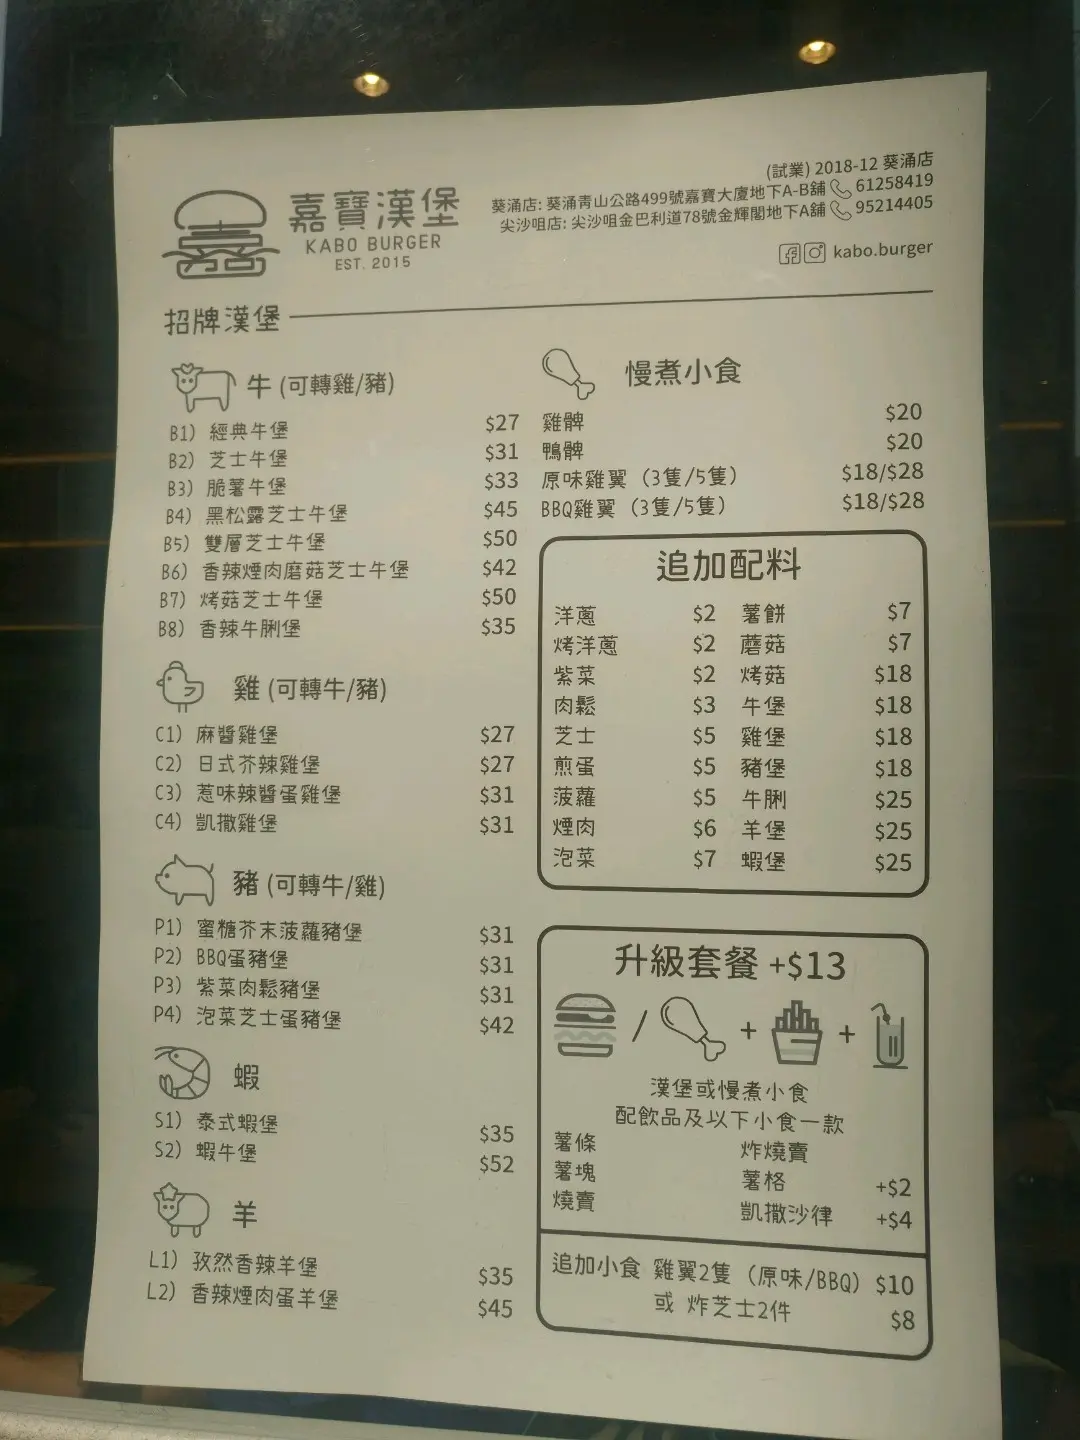 嘉寶漢堡
KABO BURGER
EST. 2015
(試業) 2018-12 葵涌店
葵涌店: 葵涌青山公路499號嘉寶大廈地下A-B舖 61258419
尖沙咀店: 尖沙咀金巴利道78號金輝閣地下A舖 95214405
kabo.burger
招牌漢堡
牛 (可轉雞/豬)
B1) 經典牛堡 $27
B2) 芝士牛堡 $31
B3) 脆薯牛堡 $33
B4) 黑松露芝士牛堡 $45
B5) 雙層芝士牛堡 $50
B6) 香辣煙肉磨菇芝士牛堡 $42
B7) 烤菇芝士牛堡 $50
B8) 香辣牛脷堡 $35
雞 (可轉牛/豬)
C1) 麻醬雞堡 $27
C2) 日式芥辣雞堡 $27
C3) 惹味辣醬蛋雞堡 $31
C4) 凱撒雞堡 $31
豬 (可轉牛/雞)
P1) 蜜糖芥末菠蘿豬堡 $31
P2) BBQ蛋豬堡 $31
P3) 紫菜肉鬆豬堡 $31
P4) 泡菜芝士蛋豬堡 $42
蝦
S1) 泰式蝦堡 $35
S2) 蝦牛堡 $52
羊
L1) 孜然香辣羊堡 $35
L2) 香辣煙肉蛋羊堡 $45
慢煮小食
雞髀 $20
鴨髀 $20
原味雞翼 (3隻/5隻) $18/$28
BBQ雞翼 (3隻/5隻) $18/$28
追加配料
洋蔥 $2 薯餅 $7
烤洋蔥 $2 蘑菇 $7
紫菜 $2 烤菇 $18
肉鬆 $3 牛堡 $18
芝士 $5 雞堡 $18
煎蛋 $5 豬堡 $18
菠蘿 $5 牛脷 $25
煙肉 $6 羊堡 $25
泡菜 $7 蝦堡 $25
升級套餐 +$13
/ + +
漢堡或慢煮小食
配飲品及以下小食一款
薯條 炸燒賣
薯塊 薯格 +$2
燒賣 凱撒沙律 +$4
追加小食 雞翼2隻 (原味/BBQ) $10
或 炸芝士2件 $8